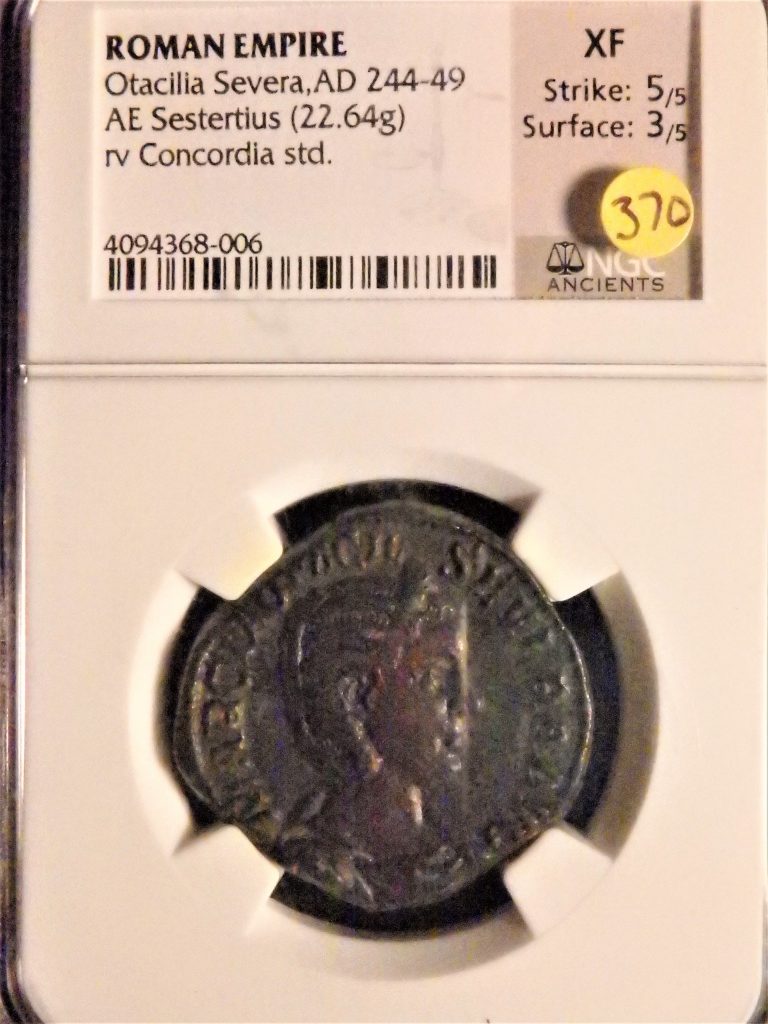 ROMAN EMPIRE
Otacilia Severa, AD 244-49
AE Sestertius (22.64g)
rv Concordia std.
4094368-006
XF
Strike: 5/5
Surface: 3/5
370
NGC
ANCIENTS